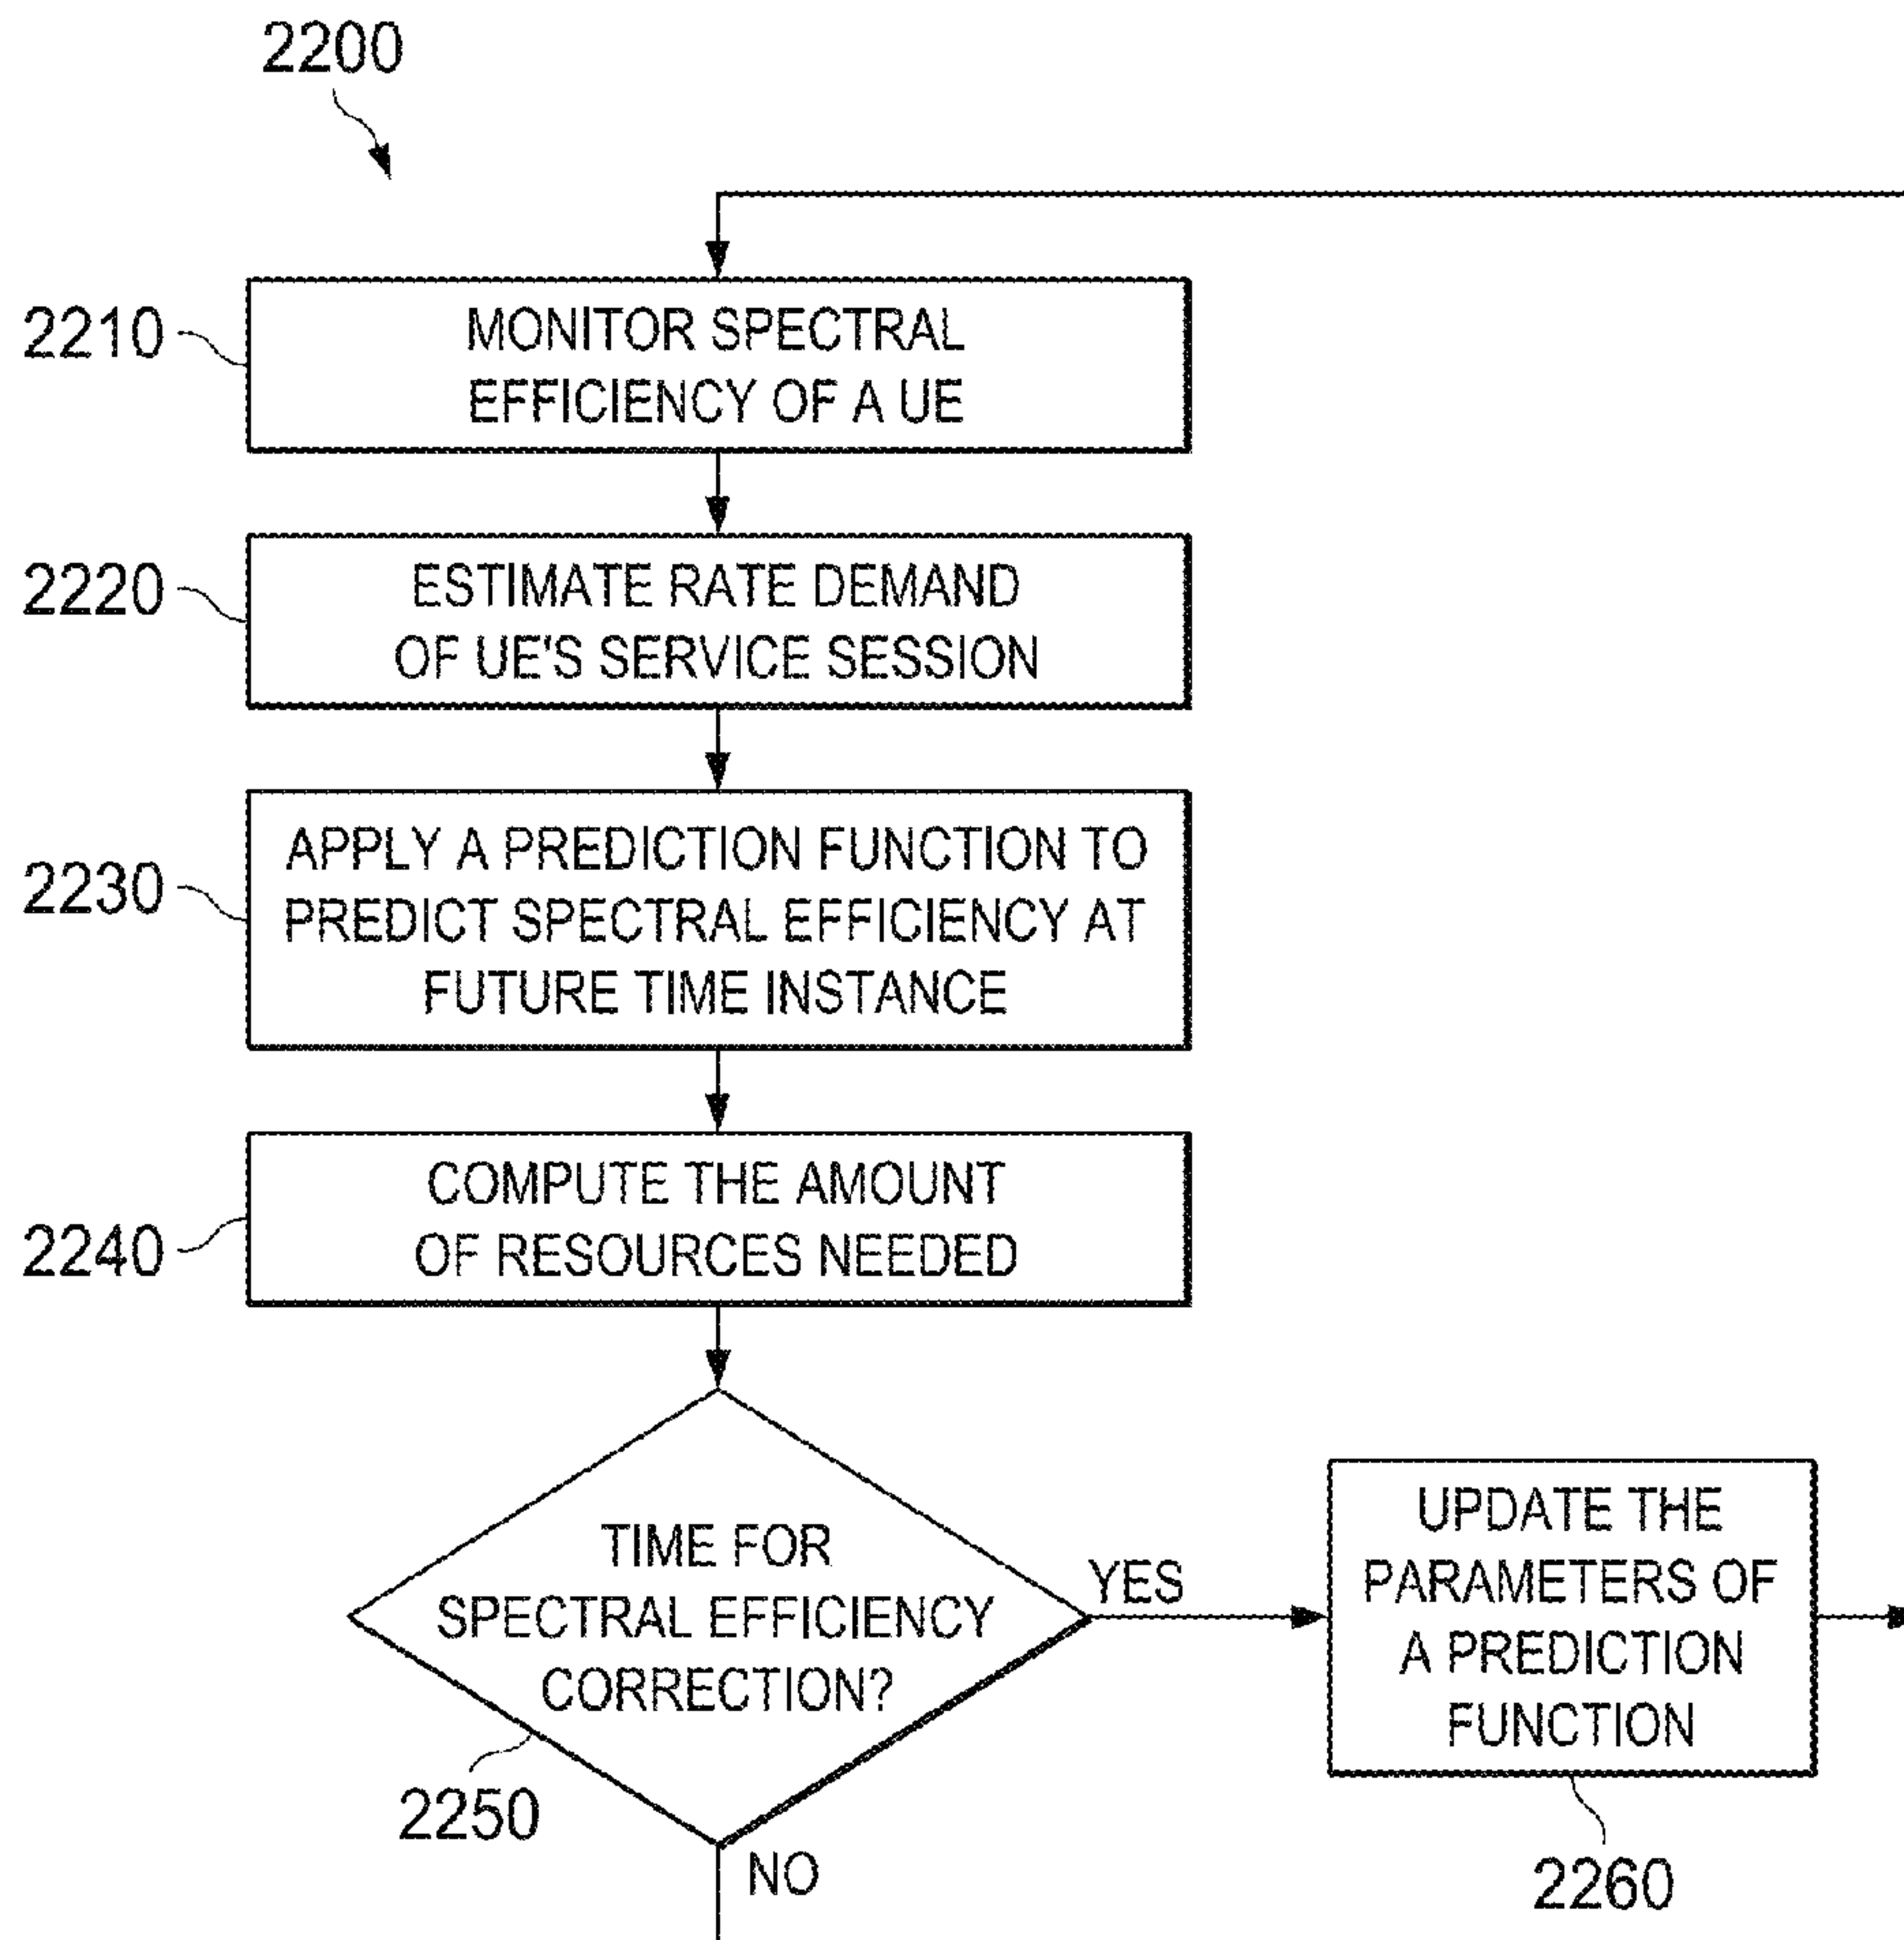 2200
2210
MONITOR SPECTRAL
EFFICIENCY OF A UE
2220
ESTIMATE RATE DEMAND
OF UE'S SERVICE SESSION
2230
APPLY A PREDICTION FUNCTION TO
PREDICT SPECTRAL EFFICIENCY AT
FUTURE TIME INSTANCE
2240
COMPUTE THE AMOUNT
OF RESOURCES NEEDED
TIME FOR
SPECTRAL EFFICIENCY
CORRECTION?
2250
YES
NO
UPDATE THE
PARAMETERS OF
A PREDICTION
FUNCTION
2260